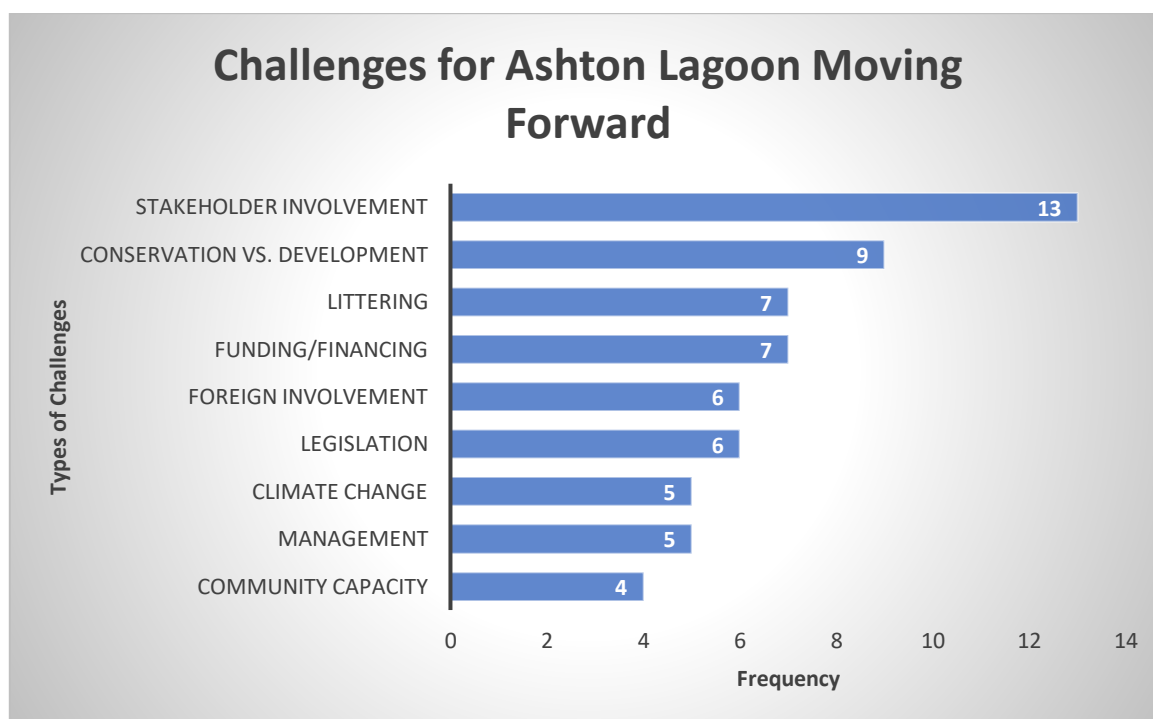 Challenges for Ashton Lagoon Moving
Forward
Types of Challenges
STAKEHOLDER INVOLVEMENT 13
CONSERVATION VS. DEVELOPMENT 9
LITTERING 7
FUNDING/FINANCING 7
FOREIGN INVOLVEMENT 6
LEGISLATION 6
CLIMATE CHANGE 5
MANAGEMENT 5
COMMUNITY CAPACITY 4
0 2 4 6 8 10 12 14
Frequency